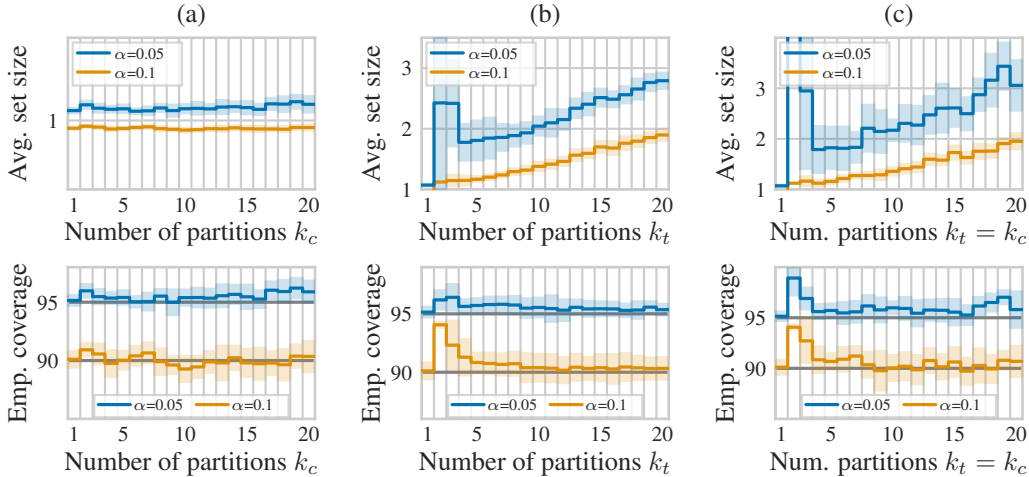 (a) (b) (c)
Avg. set size
α=0.05
α=0.1
1
1 5 10 15 20
Number of partitions k_c
Avg. set size
α=0.05
α=0.1
3
2
1
1 5 10 15 20
Number of partitions k_t
Avg. set size
α=0.05
α=0.1
3
2
1
1 5 10 15 20
Num. partitions k_t = k_c
Emp. coverage
95
90
α=0.05 α=0.1
1 5 10 15 20
Number of partitions k_c
Emp. coverage
95
90
α=0.05 α=0.1
1 5 10 15 20
Number of partitions k_t
Emp. coverage
95
90
α=0.05 α=0.1
1 5 10 15 20
Num. partitions k_t = k_c